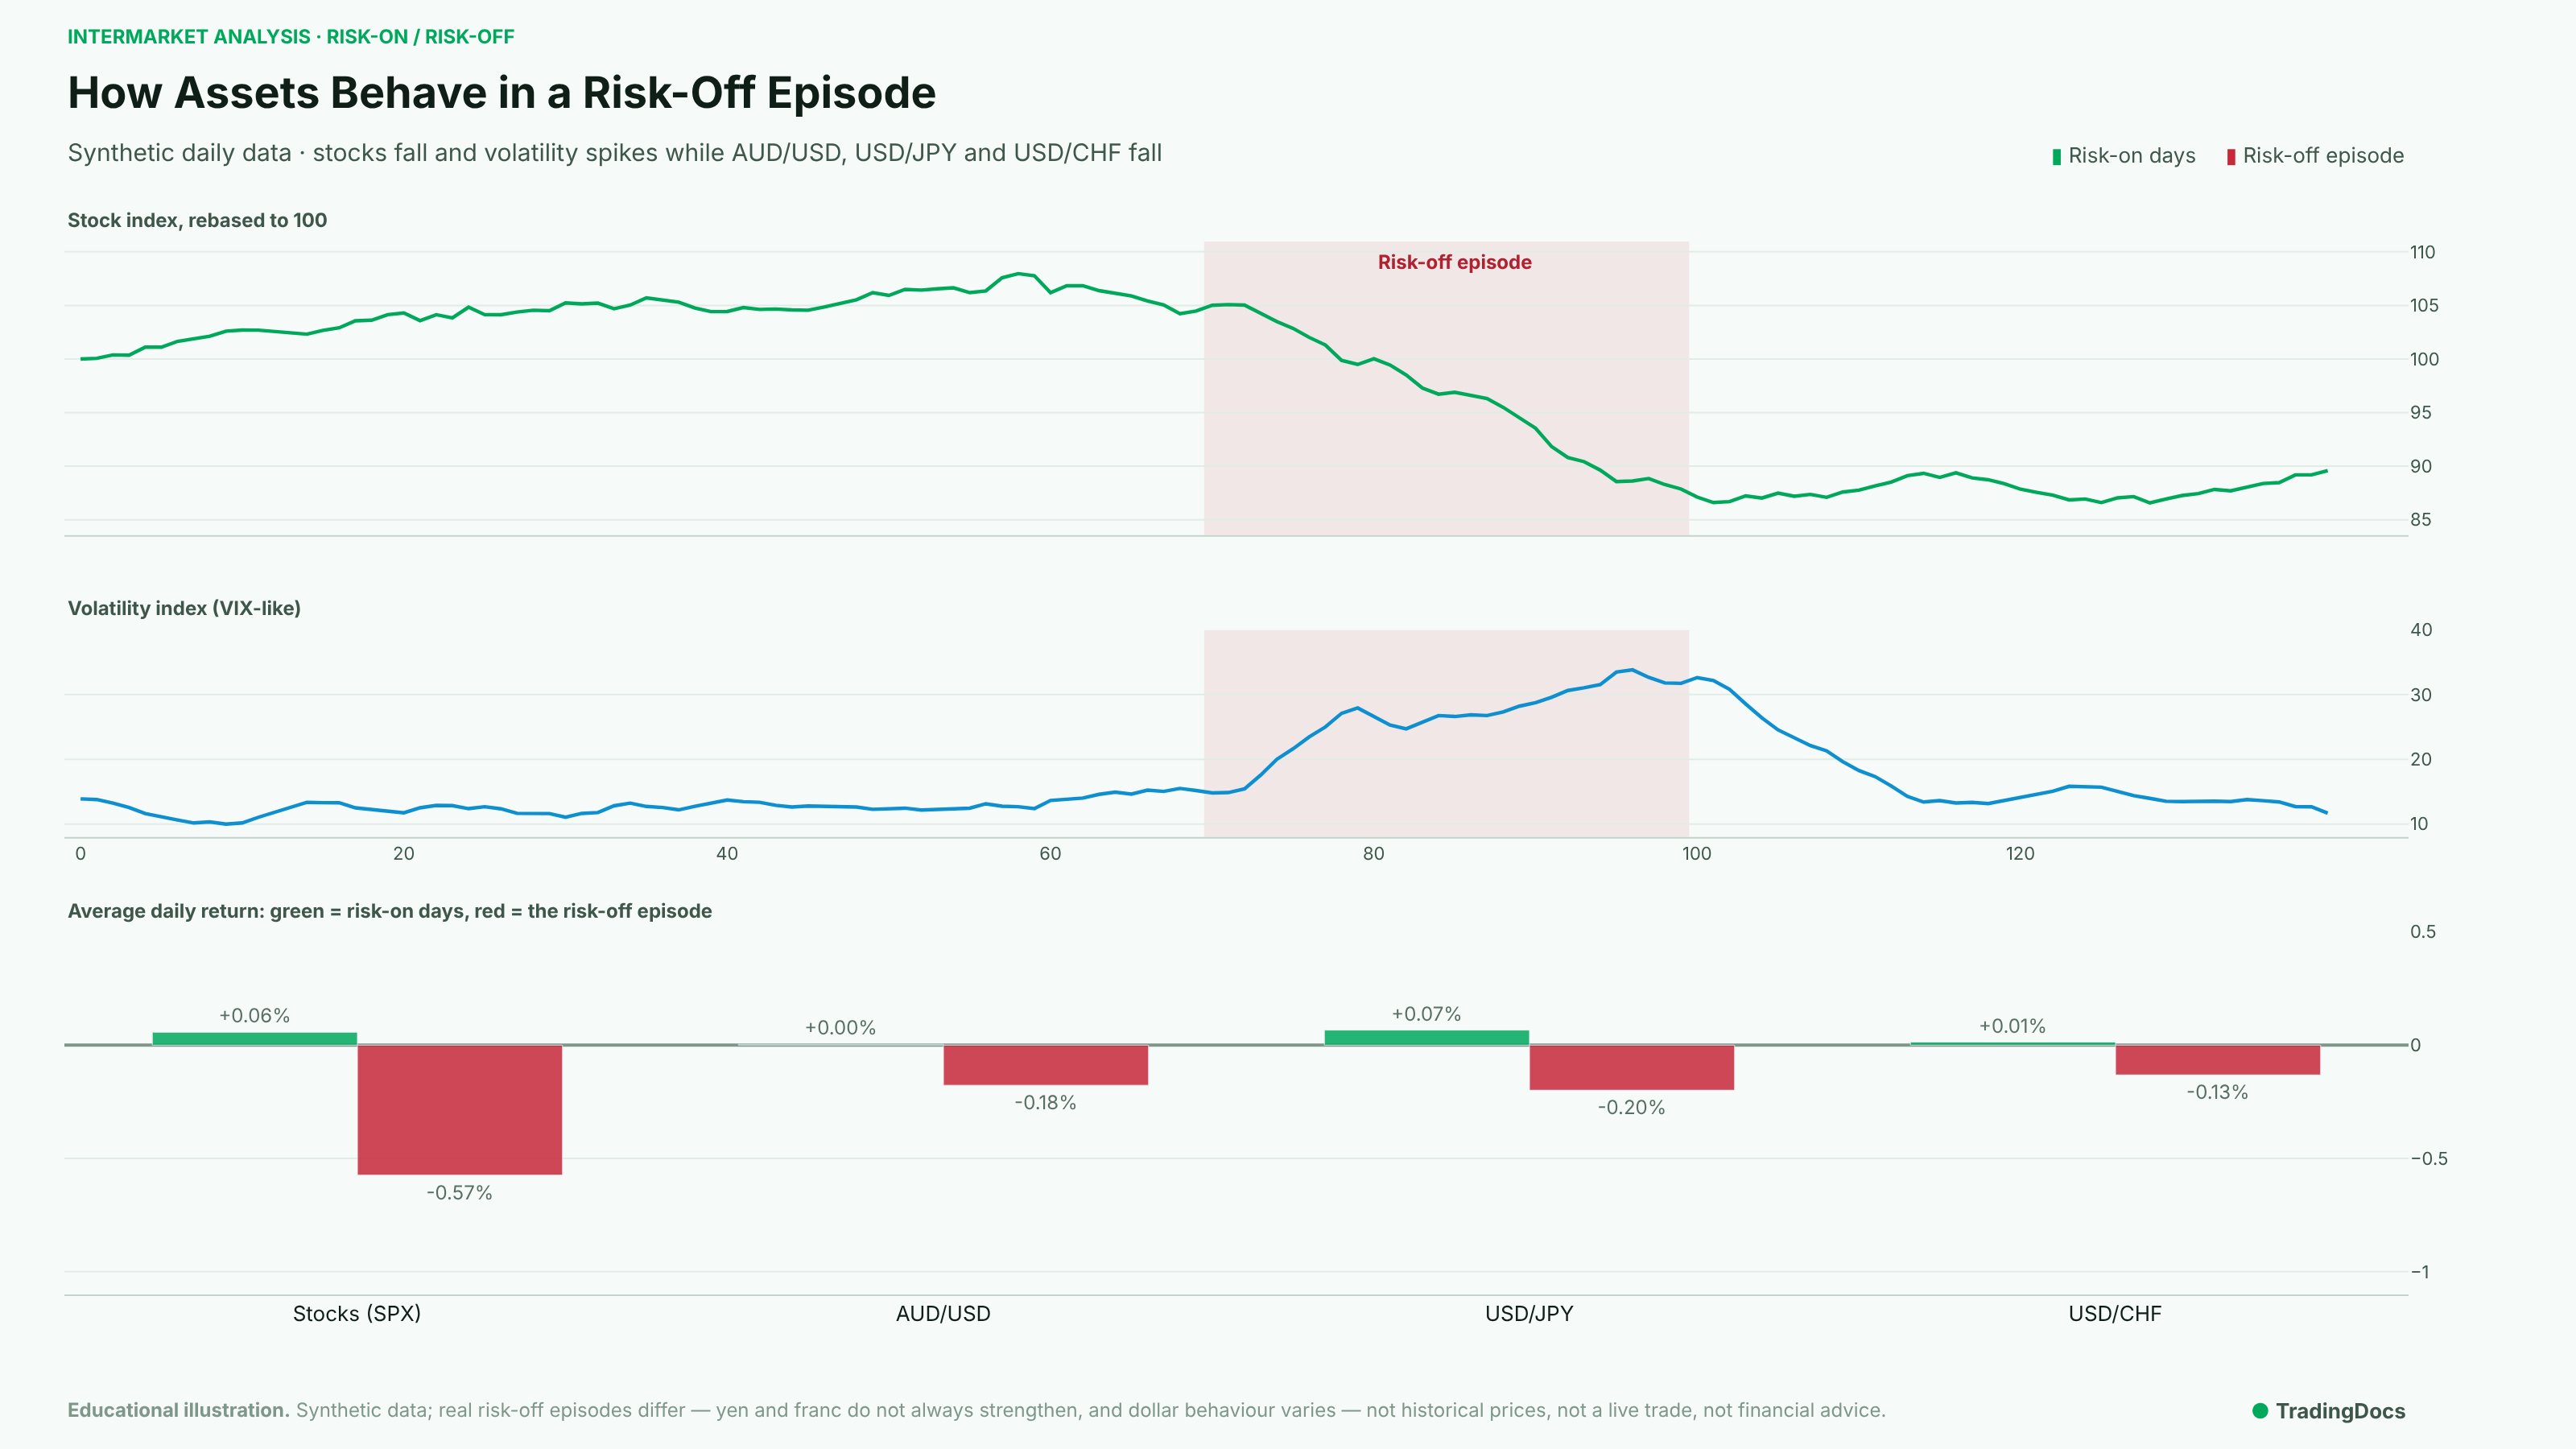 INTERMARKET ANALYSIS · RISK-ON / RISK-OFF
How Assets Behave in a Risk-Off Episode
Synthetic daily data · stocks fall and volatility spikes while AUD/USD, USD/JPY and USD/CHF fall
Risk-on days
Risk-off episode
Stock index, rebased to 100
Risk-off episode
110
105
100
95
90
85
Volatility index (VIX-like)
40
30
20
10
0 20 40 60 80 100 120
Average daily return: green = risk-on days, red = the risk-off episode
0.5
0
−0.5
−1
+0.06%
-0.57%
+0.00%
-0.18%
+0.07%
-0.20%
+0.01%
-0.13%
Stocks (SPX) AUD/USD USD/JPY USD/CHF
Educational illustration. Synthetic data; real risk-off episodes differ — yen and franc do not always strengthen, and dollar behaviour varies — not historical prices, not a live trade, not financial advice.
TradingDocs